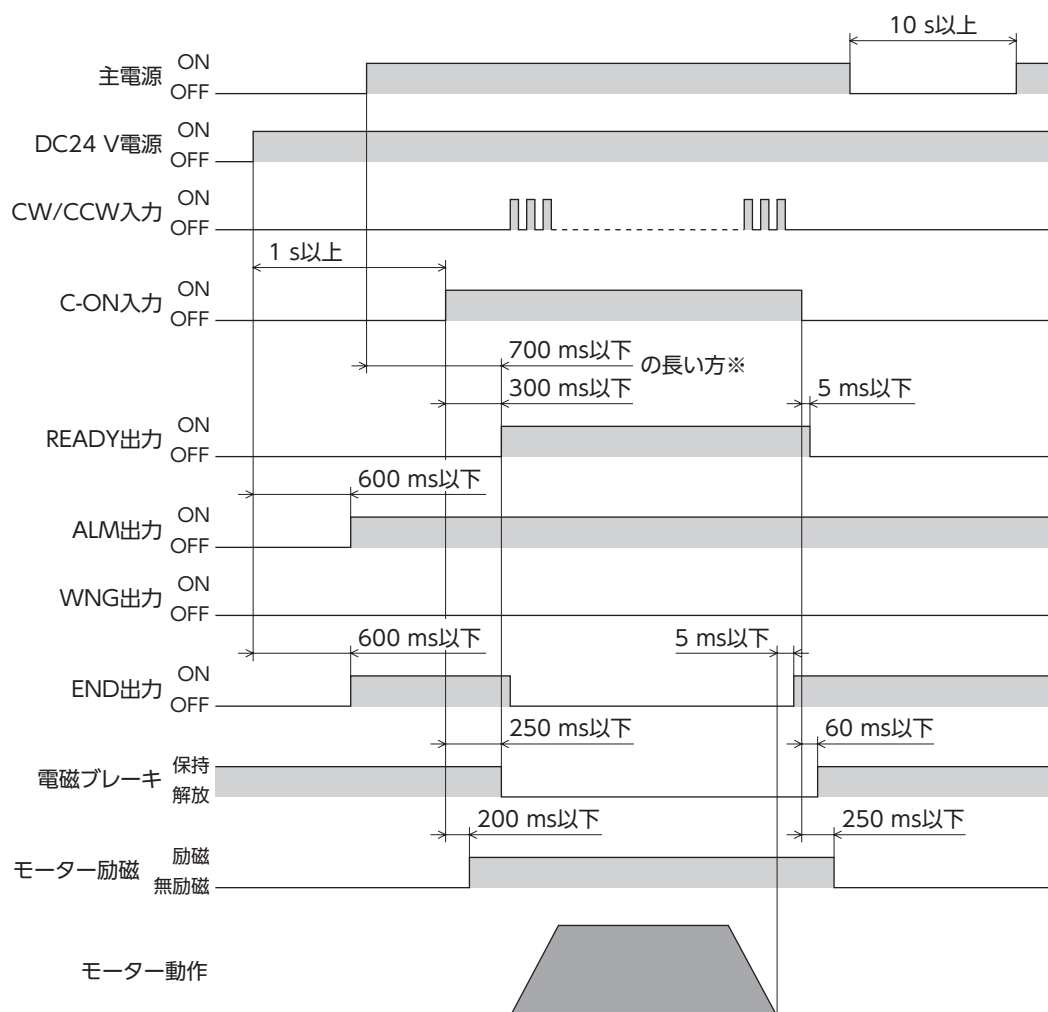 10 s以上
主電源 ON
OFF
DC24 V電源 ON
OFF
CW/CCW入力 ON
OFF
1 s以上
C-ON入力 ON
OFF
700 ms以下 の長い方※
300 ms以下 5 ms以下
READY出力 ON
OFF
600 ms以下
ALM出力 ON
OFF
WNG出力 ON
OFF
600 ms以下 5 ms以下
END出力 ON
OFF
250 ms以下 60 ms以下
電磁ブレーキ 保持
解放
200 ms以下 250 ms以下
モーター励磁 励磁
無励磁
モーター動作